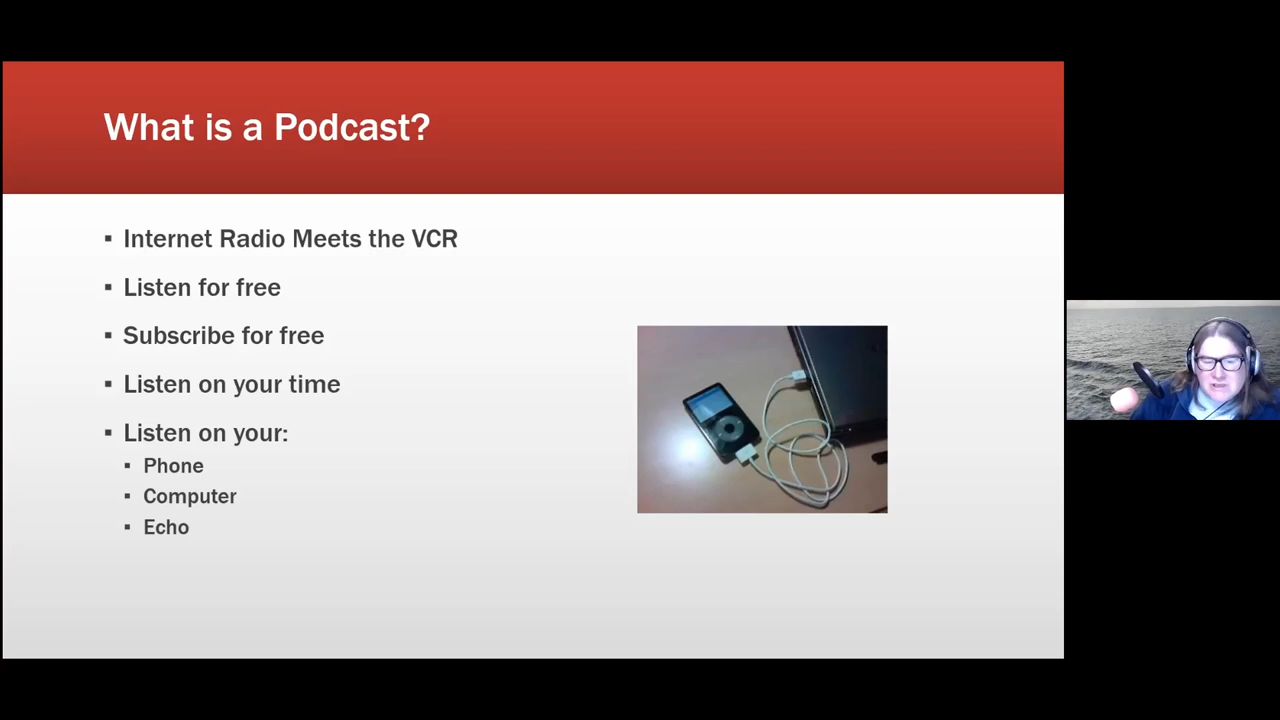 What is a Podcast?
▪ Internet Radio Meets the VCR
▪ Listen for free
▪ Subscribe for free
▪ Listen on your time
▪ Listen on your:
▪ Phone
▪ Computer
▪ Echo